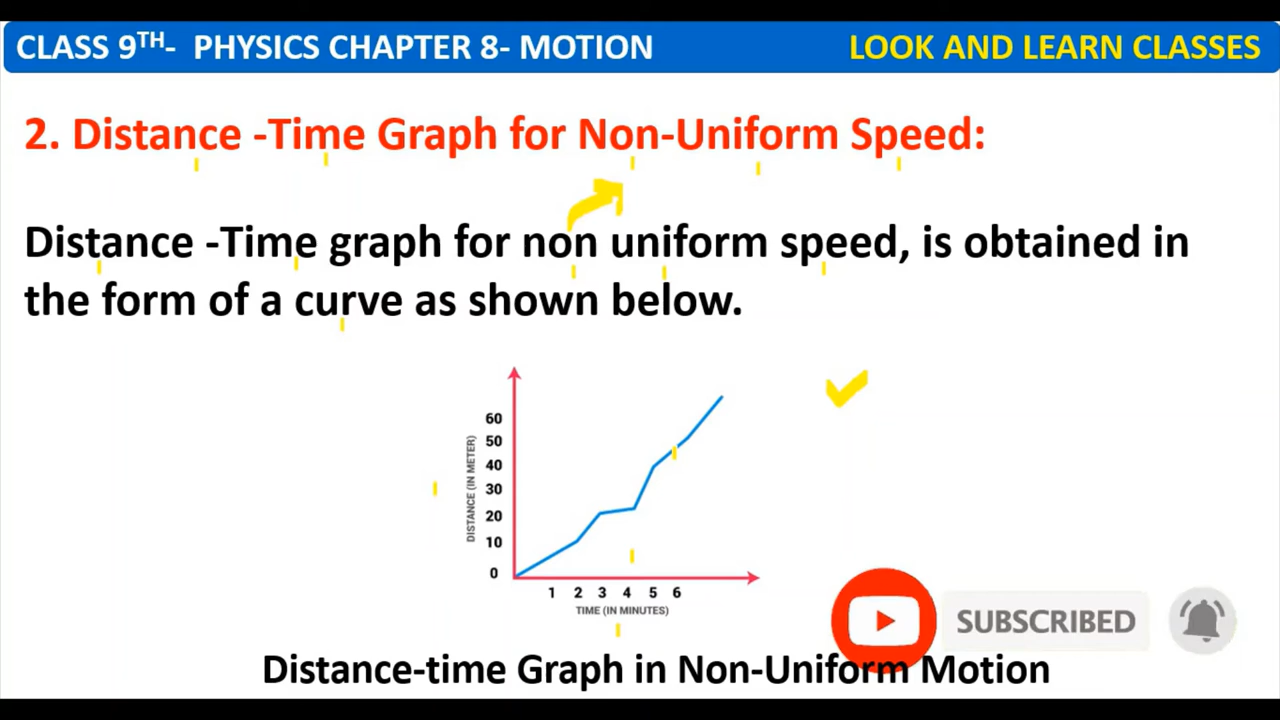 CLASS 9TH- PHYSICS CHAPTER 8- MOTION
LOOK AND LEARN CLASSES
2. Distance -Time Graph for Non-Uniform Speed:
Distance -Time graph for non uniform speed, is obtained in
the form of a curve as shown below.
DISTANCE (IN METER)
60
50
40
30
20
10
0
1 2 3 4 5 6
TIME (IN MINUTES)
SUBSCRIBED
Distance-time Graph in Non-Uniform Motion